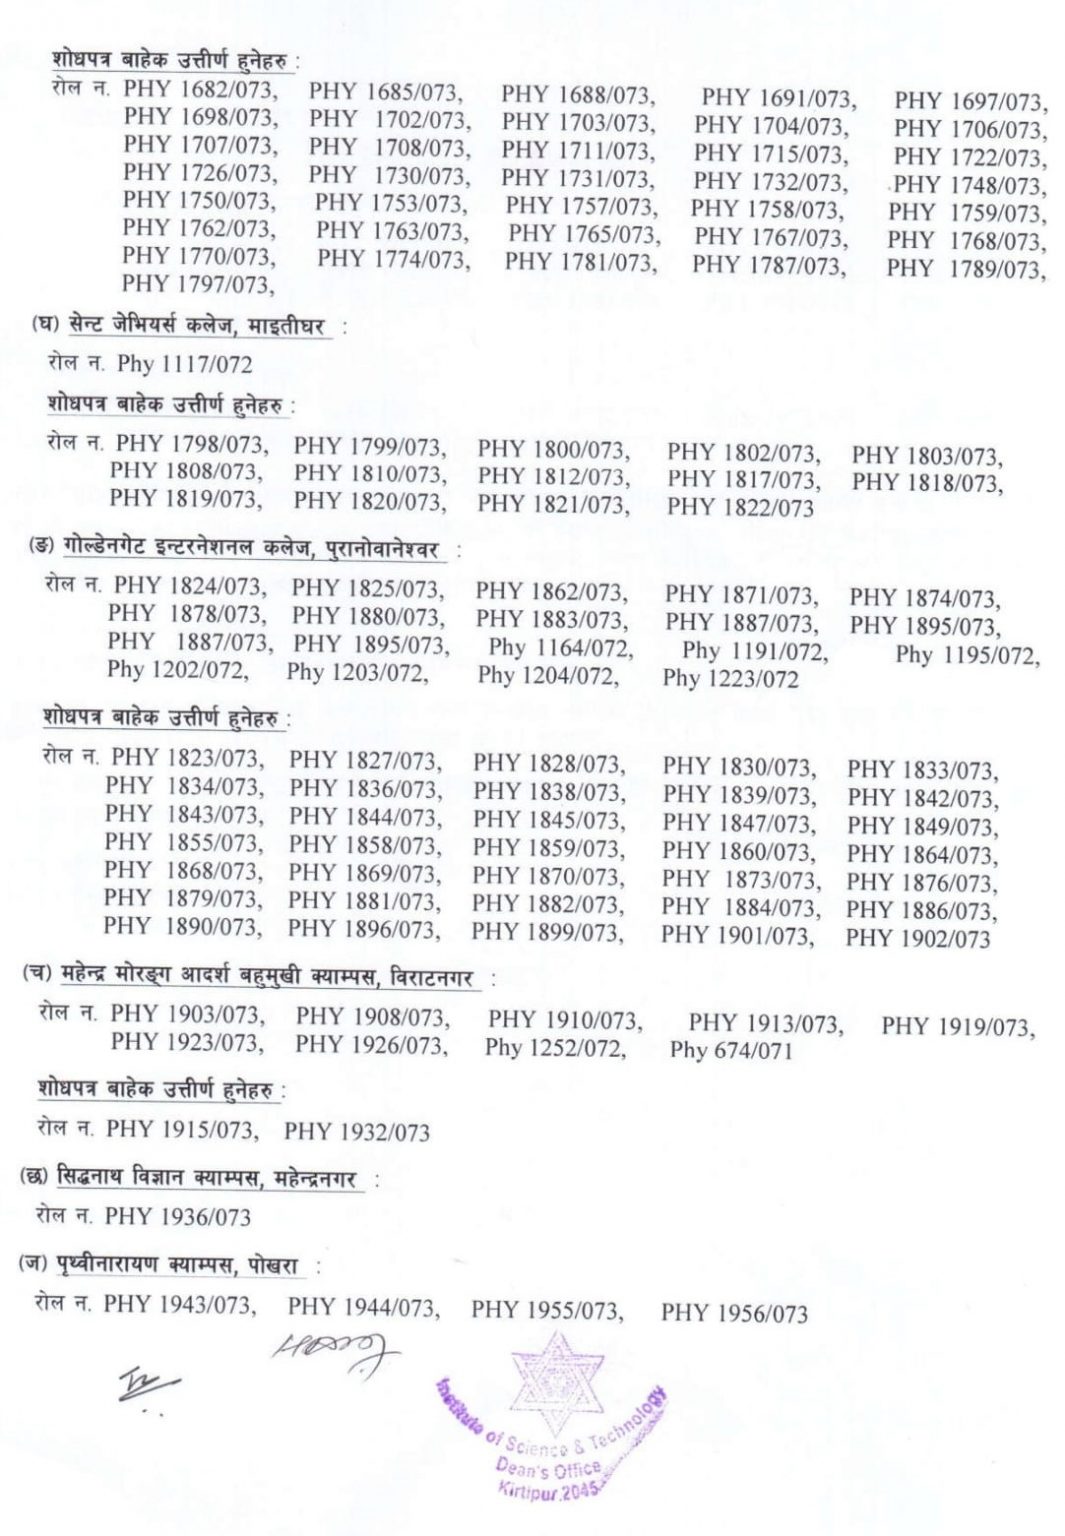 शोधपत्र बाहेक उत्तीर्ण हुनेहरु :
रोल न. PHY 1682/073, PHY 1685/073, PHY 1688/073, PHY 1691/073, PHY 1697/073,
PHY 1698/073, PHY 1702/073, PHY 1703/073, PHY 1704/073, PHY 1706/073,
PHY 1707/073, PHY 1708/073, PHY 1711/073, PHY 1715/073, PHY 1722/073,
PHY 1726/073, PHY 1730/073, PHY 1731/073, PHY 1732/073, PHY 1748/073,
PHY 1750/073, PHY 1753/073, PHY 1757/073, PHY 1758/073, PHY 1759/073,
PHY 1762/073, PHY 1763/073, PHY 1765/073, PHY 1767/073, PHY 1768/073,
PHY 1770/073, PHY 1774/073, PHY 1781/073, PHY 1787/073, PHY 1789/073,
PHY 1797/073,
(घ) सेन्ट जेभियर्स कलेज, माइतीघर :
रोल न. Phy 1117/072
शोधपत्र बाहेक उत्तीर्ण हुनेहरु :
रोल न. PHY 1798/073, PHY 1799/073, PHY 1800/073, PHY 1802/073, PHY 1803/073,
PHY 1808/073, PHY 1810/073, PHY 1812/073, PHY 1817/073, PHY 1818/073,
PHY 1819/073, PHY 1820/073, PHY 1821/073, PHY 1822/073
(ङ) गोल्डेनगेट इन्टरनेशनल कलेज, पुरानोवानेश्वर :
रोल न. PHY 1824/073, PHY 1825/073, PHY 1862/073, PHY 1871/073, PHY 1874/073,
PHY 1878/073, PHY 1880/073, PHY 1883/073, PHY 1887/073, PHY 1895/073,
PHY 1887/073, PHY 1895/073, Phy 1164/072, Phy 1191/072, Phy 1195/072,
Phy 1202/072, Phy 1203/072, Phy 1204/072, Phy 1223/072
शोधपत्र बाहेक उत्तीर्ण हुनेहरु :
रोल न. PHY 1823/073, PHY 1827/073, PHY 1828/073, PHY 1830/073, PHY 1833/073,
PHY 1834/073, PHY 1836/073, PHY 1838/073, PHY 1839/073, PHY 1842/073,
PHY 1843/073, PHY 1844/073, PHY 1845/073, PHY 1847/073, PHY 1849/073,
PHY 1855/073, PHY 1858/073, PHY 1859/073, PHY 1860/073, PHY 1864/073,
PHY 1868/073, PHY 1869/073, PHY 1870/073, PHY 1873/073, PHY 1876/073,
PHY 1879/073, PHY 1881/073, PHY 1882/073, PHY 1884/073, PHY 1886/073,
PHY 1890/073, PHY 1896/073, PHY 1899/073, PHY 1901/073, PHY 1902/073
(च) महेन्द्र मोरङ्ग आदर्श बहुमुखी क्याम्पस, विराटनगर :
रोल न. PHY 1903/073, PHY 1908/073, PHY 1910/073, PHY 1913/073, PHY 1919/073,
PHY 1923/073, PHY 1926/073, Phy 1252/072, Phy 674/071
शोधपत्र बाहेक उत्तीर्ण हुनेहरु :
रोल न. PHY 1915/073, PHY 1932/073
(छ) सिद्धनाथ विज्ञान क्याम्पस, महेन्द्रनगर :
रोल न. PHY 1936/073
(ज) पृथ्वीनारायण क्याम्पस, पोखरा :
रोल न. PHY 1943/073, PHY 1944/073, PHY 1955/073, PHY 1956/073
Institute of Science & Technology
Dean's Office
Kirtipur.2045